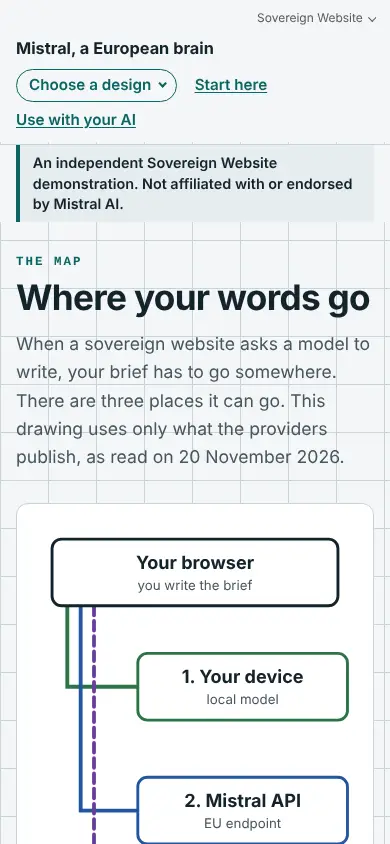 Sovereign Website
Mistral, a European brain
Choose a design
Start here
Use with your AI
An independent Sovereign Website
demonstration. Not affiliated with or endorsed
by Mistral AI.
THE MAP
Where your words go
When a sovereign website asks a model to
write, your brief has to go somewhere.
There are three places it can go. This
drawing uses only what the providers
publish, as read on 20 November 2026.
Your browser
you write the brief
1. Your device
local model
2. Mistral API
EU endpoint